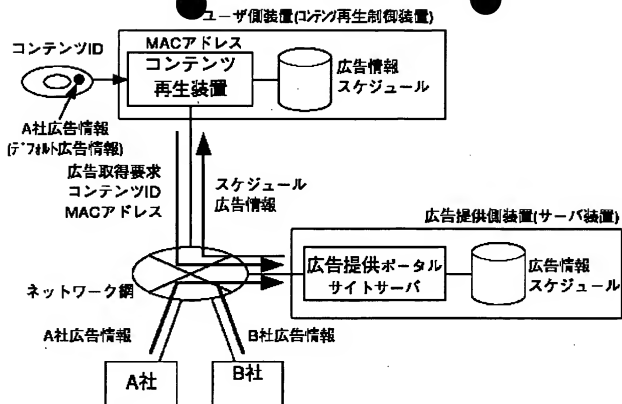 ユーザ側装置(コンテンツ再生制御装置)
MACアドレス
コンテンツID
コンテンツ
再生装置
広告情報
スケジュール
A社広告情報
(デフォルト広告情報)
広告取得要求
コンテンツID
MACアドレス
スケジュール
広告情報
広告提供側装置(サーバ装置)
広告提供ポータル
サイトサーバ
広告情報
スケジュール
ネットワーク網
A社広告情報
B社広告情報
A社
B社